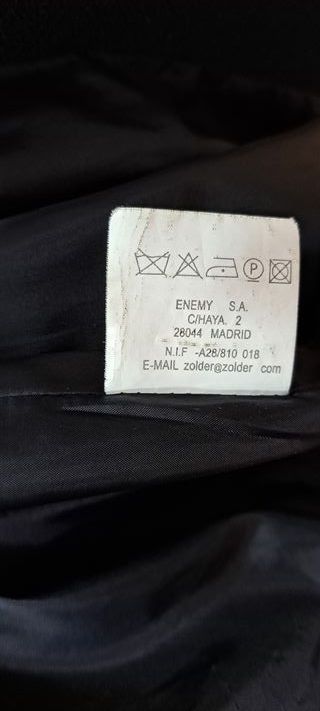 P
ENEMY S.A.
C/HAYA, 2
28044 MADRID
N.I.F -A28/810 018
E-MAIL zolder@zolder com